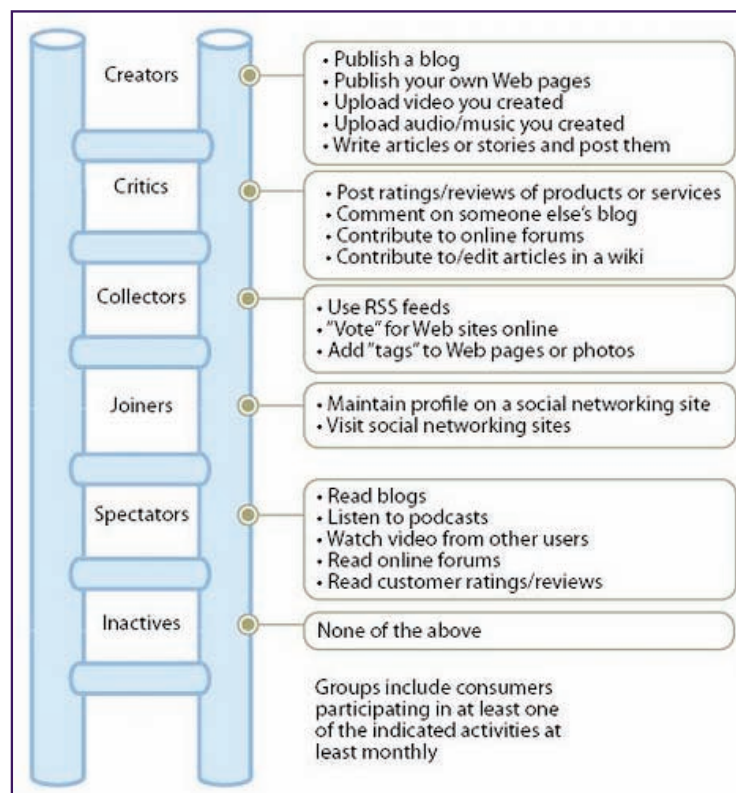 Creators
• Publish a blog
• Publish your own Web pages
• Upload video you created
• Upload audio/music you created
• Write articles or stories and post them
Critics
• Post ratings/reviews of products or services
• Comment on someone else's blog
• Contribute to online forums
• Contribute to/edit articles in a wiki
Collectors
• Use RSS feeds
• "Vote" for Web sites online
• Add "tags" to Web pages or photos
Joiners
• Maintain profile on a social networking site
• Visit social networking sites
Spectators
• Read blogs
• Listen to podcasts
• Watch video from other users
• Read online forums
• Read customer ratings/reviews
Inactives
None of the above
Groups include consumers
participating in at least one
of the indicated activities at
least monthly